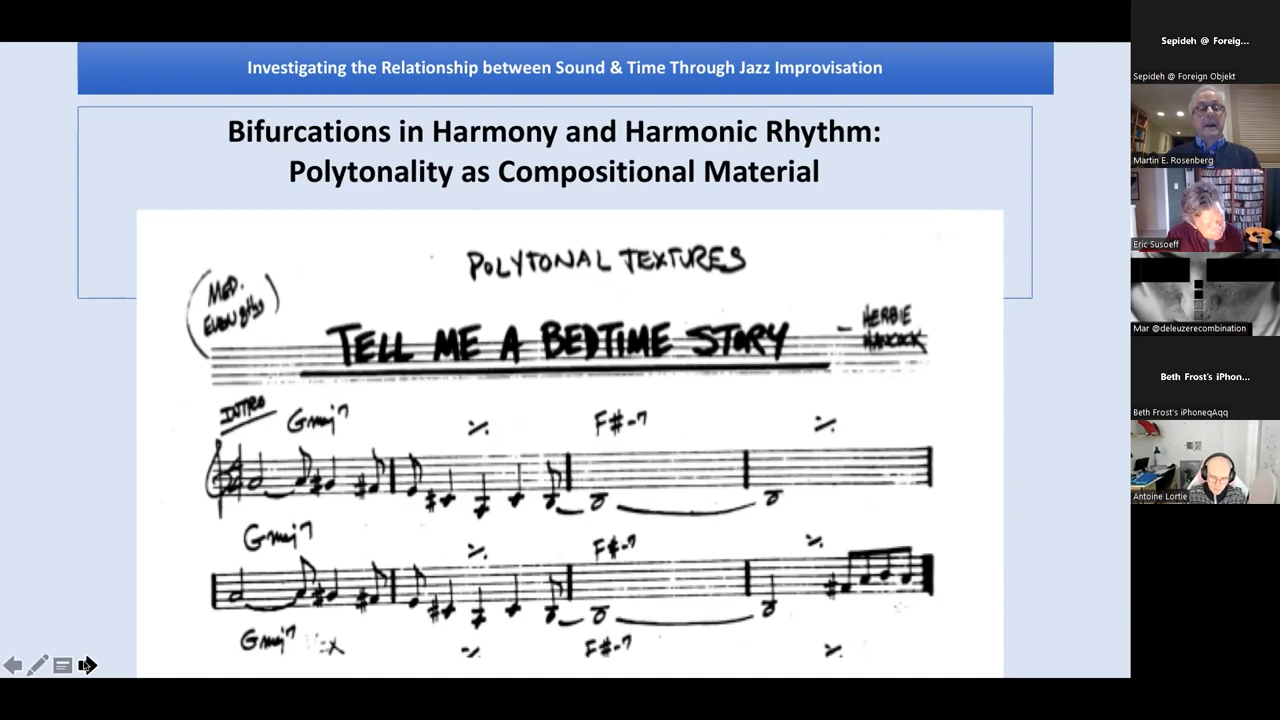 Investigating the Relationship between Sound & Time Through Jazz Improvisation
Bifurcations in Harmony and Harmonic Rhythm:
Polytonality as Compositional Material
POLYTONAL TEXTURES
(MED.
EVEN 8ths)
TELL ME A BEDTIME STORY
- HERBIE
HANCOCK
INTRO
Gmaj7 F#-7
Gmaj7 F#-7
Gmaj7 F#-7
Sepideh @ Foreig...
Sepideh @ Foreign Objekt
Martin E. Rosenberg
Eric Susoeff
Mar @deleuzerecombination
Beth Frost's iPhon...
Beth Frost's iPhoneqAqq
Antoine Lortie